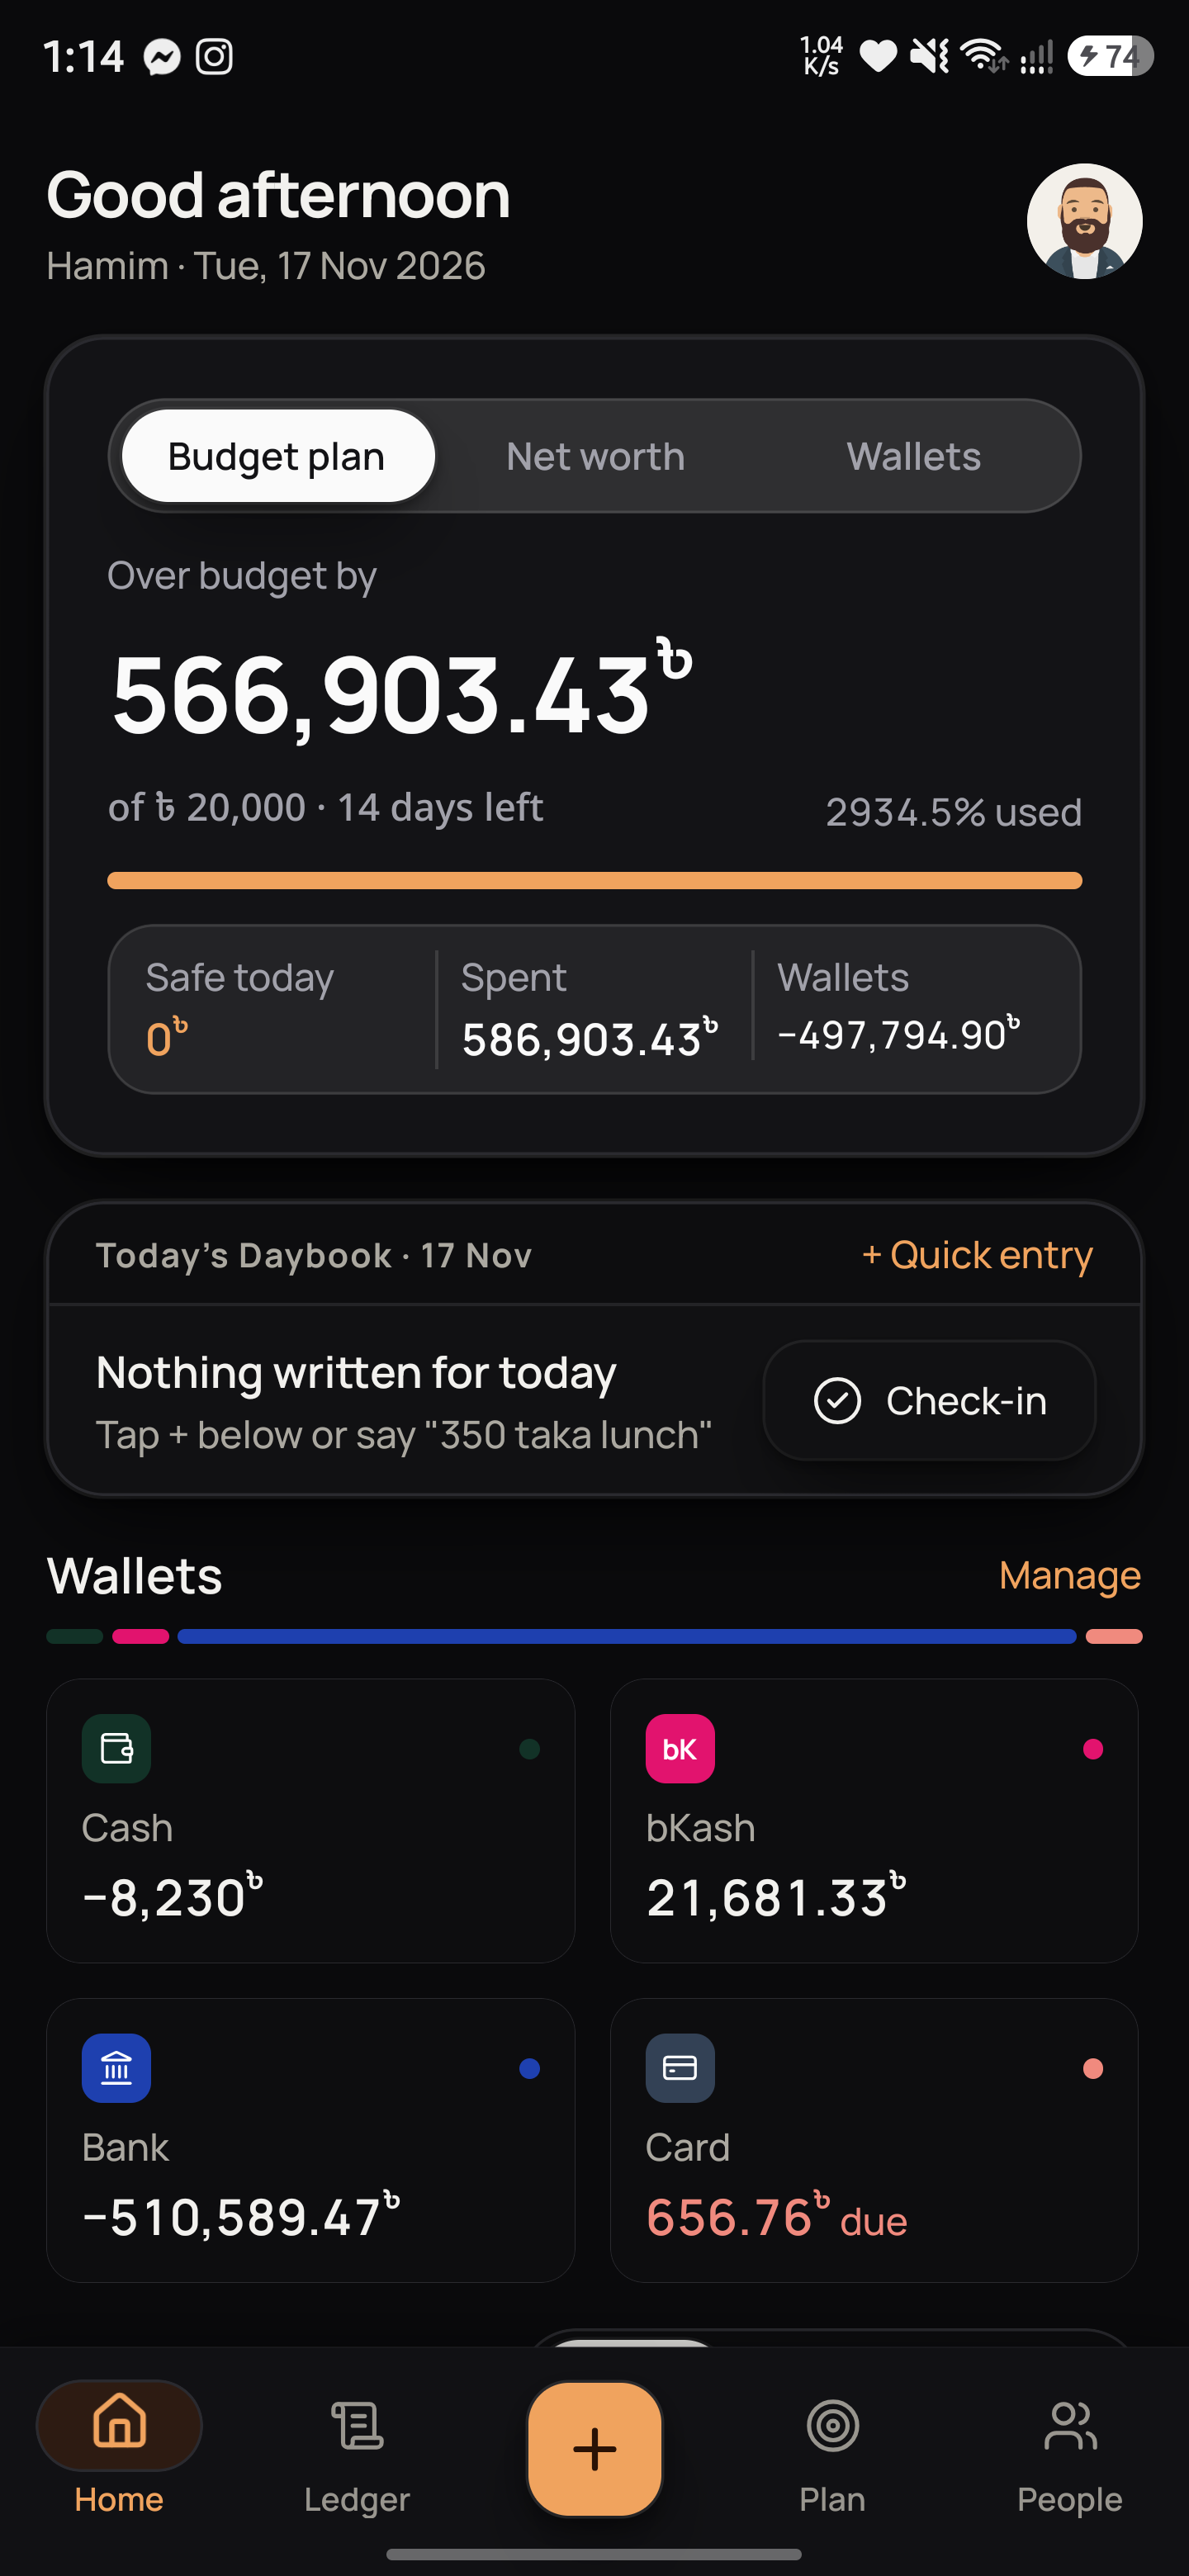 1:14
1.04 K/s
74
Good afternoon
Hamim · Tue, 17 Nov 2026
Budget plan
Net worth
Wallets
Over budget by
566,903.43৳
of ৳ 20,000 · 14 days left
2934.5% used
Safe today
Spent
Wallets
0৳
586,903.43৳
−497,794.90৳
Today's Daybook · 17 Nov
+ Quick entry
Nothing written for today
Tap + below or say "350 taka lunch"
Check-in
Wallets
Manage
bK
Cash
bKash
−8,230৳
21,681.33৳
Bank
Card
−510,589.47৳
656.76৳ due
Home
Ledger
Plan
People